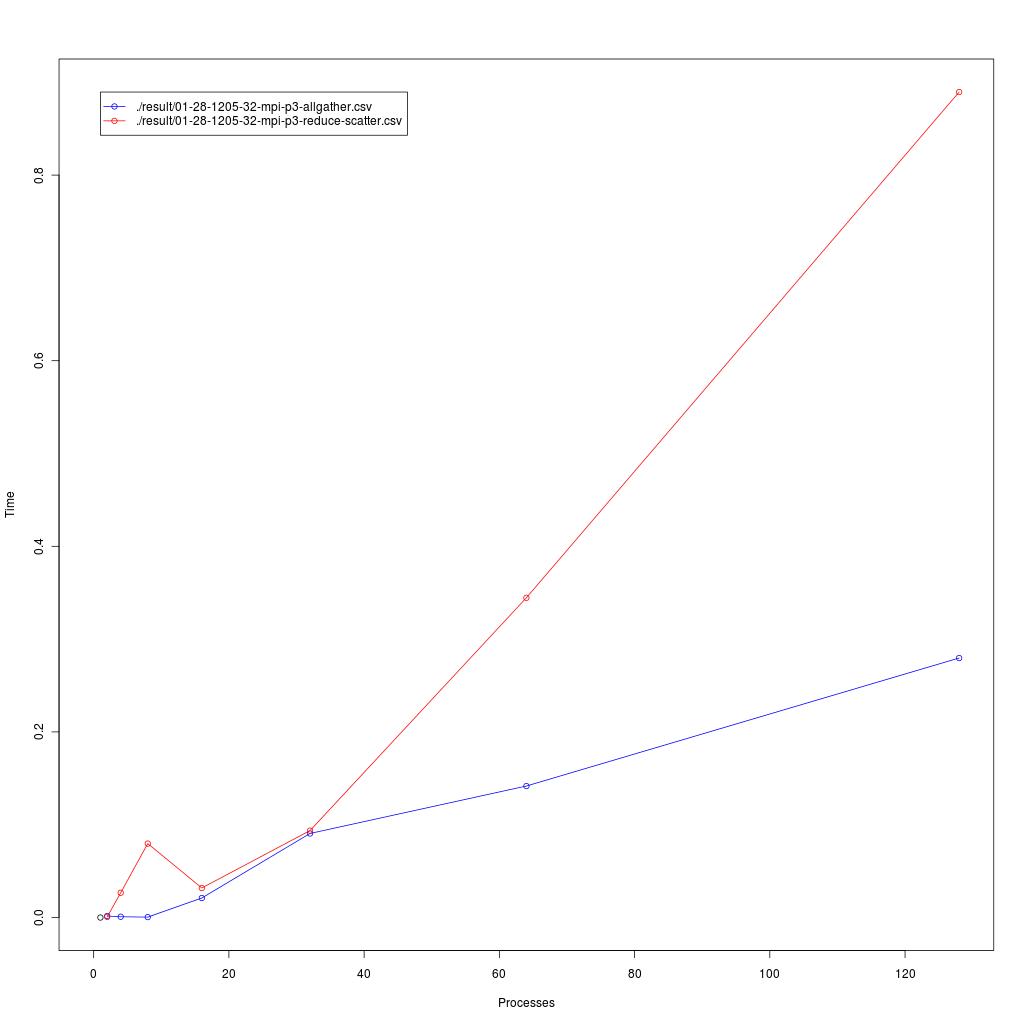 ./result/01-28-1205-32-mpi-p3-allgather.csv
./result/01-28-1205-32-mpi-p3-reduce-scatter.csv
0.8
0.6
0.4
0.2
0.0
Time
0 20 40 60 80 100 120
Processes